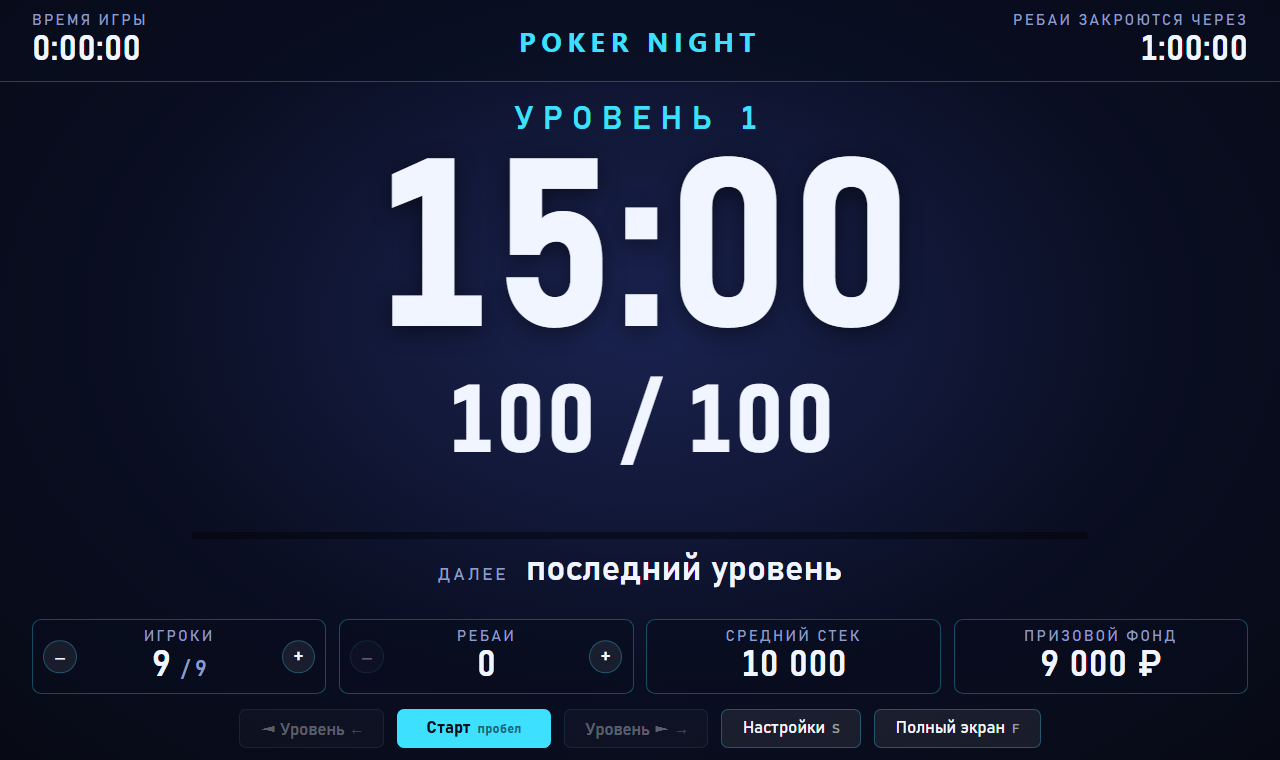 ВРЕМЯ ИГРЫ
0:00:00
POKER NIGHT
РЕБАИ ЗАКРОЮТСЯ ЧЕРЕЗ
1:00:00
УРОВЕНЬ 1
15:00
100 / 100
ДАЛЕЕ последний уровень
ИГРОКИ
– 9 / 9 +
РЕБАИ
– 0 +
СРЕДНИЙ СТЕК
10 000
ПРИЗОВОЙ ФОНД
9 000 ₽
◄ Уровень ←
Старт пробел
Уровень ► →
Настройки S
Полный экран F